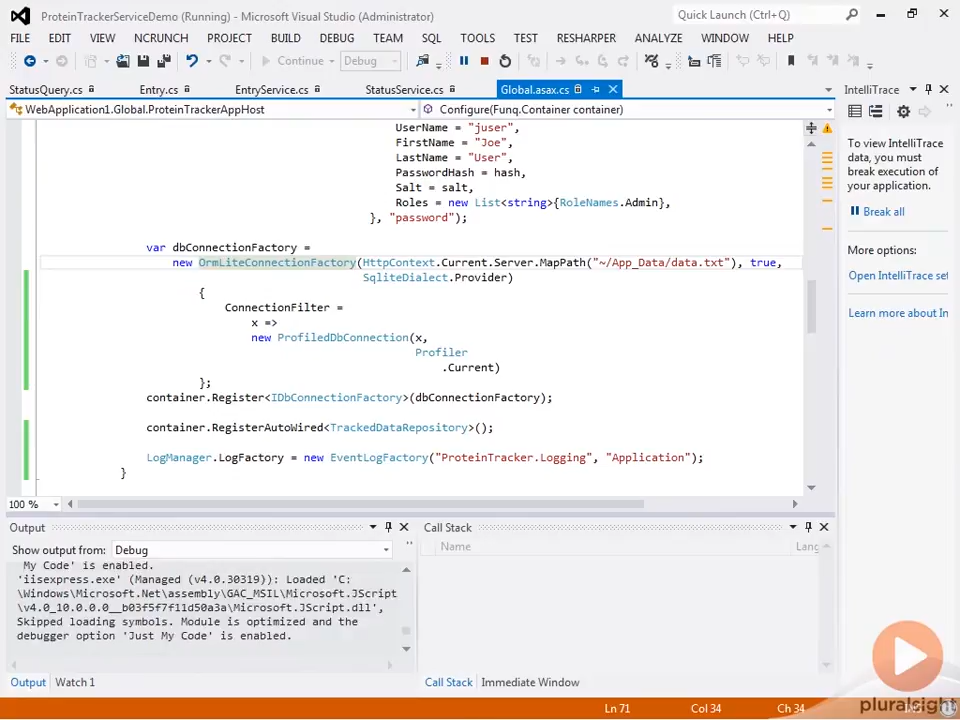 ProteinTrackerServiceDemo (Running) - Microsoft Visual Studio (Administrator)
Quick Launch (Ctrl+Q)
FILE EDIT VIEW NCRUNCH PROJECT BUILD DEBUG TEAM SQL TOOLS TEST RESHARPER ANALYZE WINDOW HELP
Continue Debug
StatusQuery.cs Entry.cs EntryService.cs StatusService.cs Global.asax.cs
WebApplication1.Global.ProteinTrackerAppHost Configure(Funq.Container container)
UserName = "juser",
FirstName = "Joe",
LastName = "User",
PasswordHash = hash,
Salt = salt,
Roles = new List<string>{RoleNames.Admin},
}, "password");
var dbConnectionFactory =
new OrmLiteConnectionFactory(HttpContext.Current.Server.MapPath("~/App_Data/data.txt"), true,
SqliteDialect.Provider)
{
ConnectionFilter =
x =>
new ProfiledDbConnection(x,
Profiler
.Current)
};
container.Register<IDbConnectionFactory>(dbConnectionFactory);
container.RegisterAutoWired<TrackedDataRepository>();
LogManager.LogFactory = new EventLogFactory("ProteinTracker.Logging", "Application");
}
100 %
IntelliTrace
To view IntelliTrace
data, you must
break execution of
your application.
Break all
More options:
Open IntelliTrace set
Learn more about In
Output
Show output from: Debug
My Code' is enabled.
'iisexpress.exe' (Managed (v4.0.30319)): Loaded 'C:
\Windows\Microsoft.Net\assembly\GAC_MSIL\Microsoft.JScript
\v4.0_10.0.0.0__b03f5f7f11d50a3a\Microsoft.JScript.dll',
Skipped loading symbols. Module is optimized and the
debugger option 'Just My Code' is enabled.
Output Watch 1
Call Stack
Name Lang
Call Stack Immediate Window
Ln 71 Col 34 Ch 34
pluralsight